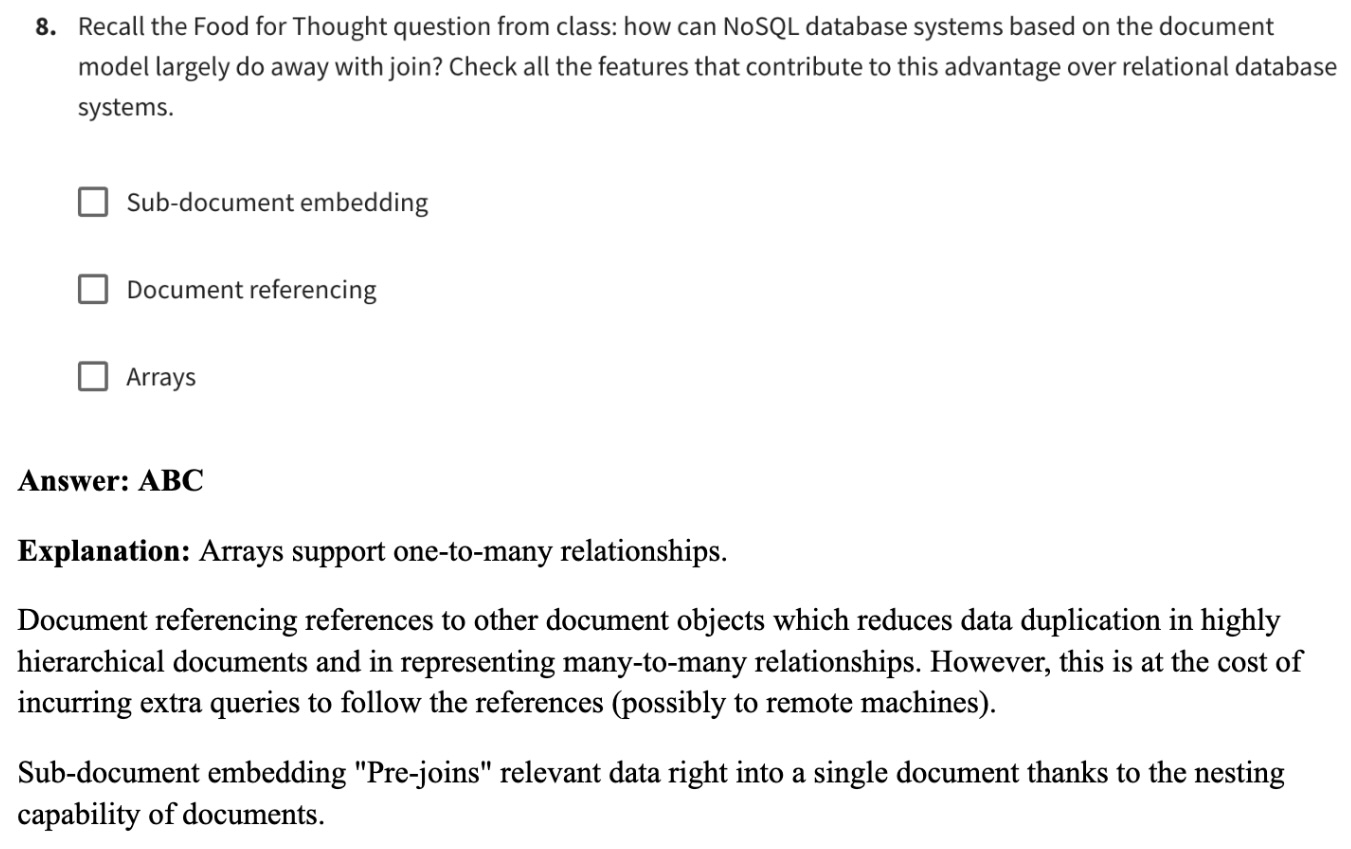 8. Recall the Food for Thought question from class: how can NoSQL database systems based on the document
model largely do away with join? Check all the features that contribute to this advantage over relational database
systems.
Sub-document embedding
Document referencing
Arrays
Answer: ABC
Explanation: Arrays support one-to-many relationships.
Document referencing references to other document objects which reduces data duplication in highly
hierarchical documents and in representing many-to-many relationships. However, this is at the cost of
incurring extra queries to follow the references (possibly to remote machines).
Sub-document embedding "Pre-joins" relevant data right into a single document thanks to the nesting
capability of documents.